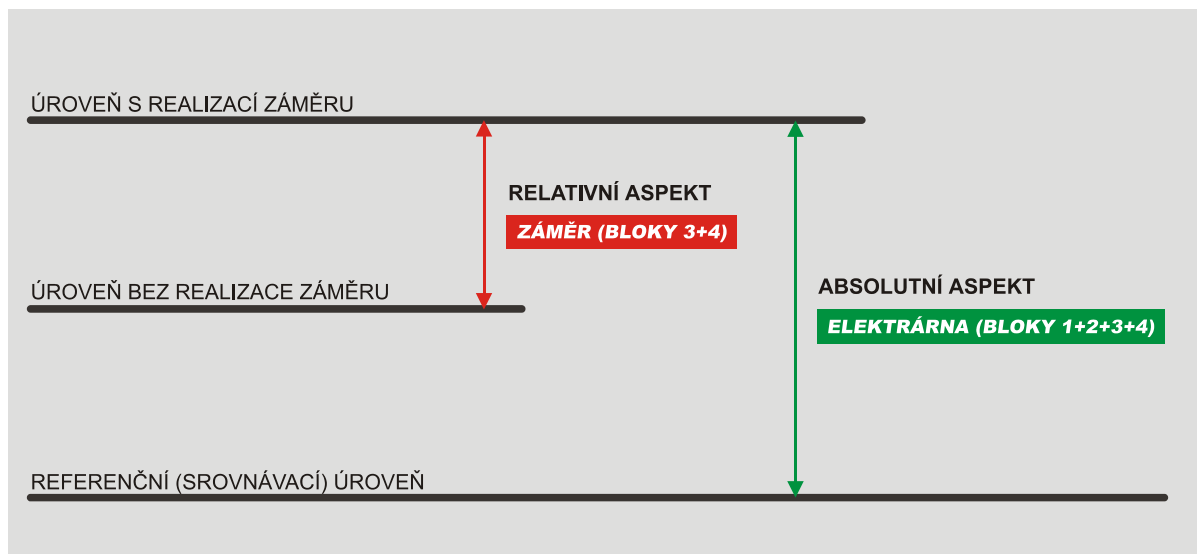 ÚROVEŇ S REALIZACÍ ZÁMĚRU
RELATIVNÍ ASPEKT
ZÁMĚR (BLOKY 3+4)
ÚROVEŇ BEZ REALIZACE ZÁMĚRU
ABSOLUTNÍ ASPEKT
ELEKTRÁRNA (BLOKY 1+2+3+4)
REFERENČNÍ (SROVNÁVACÍ) ÚROVEŇ